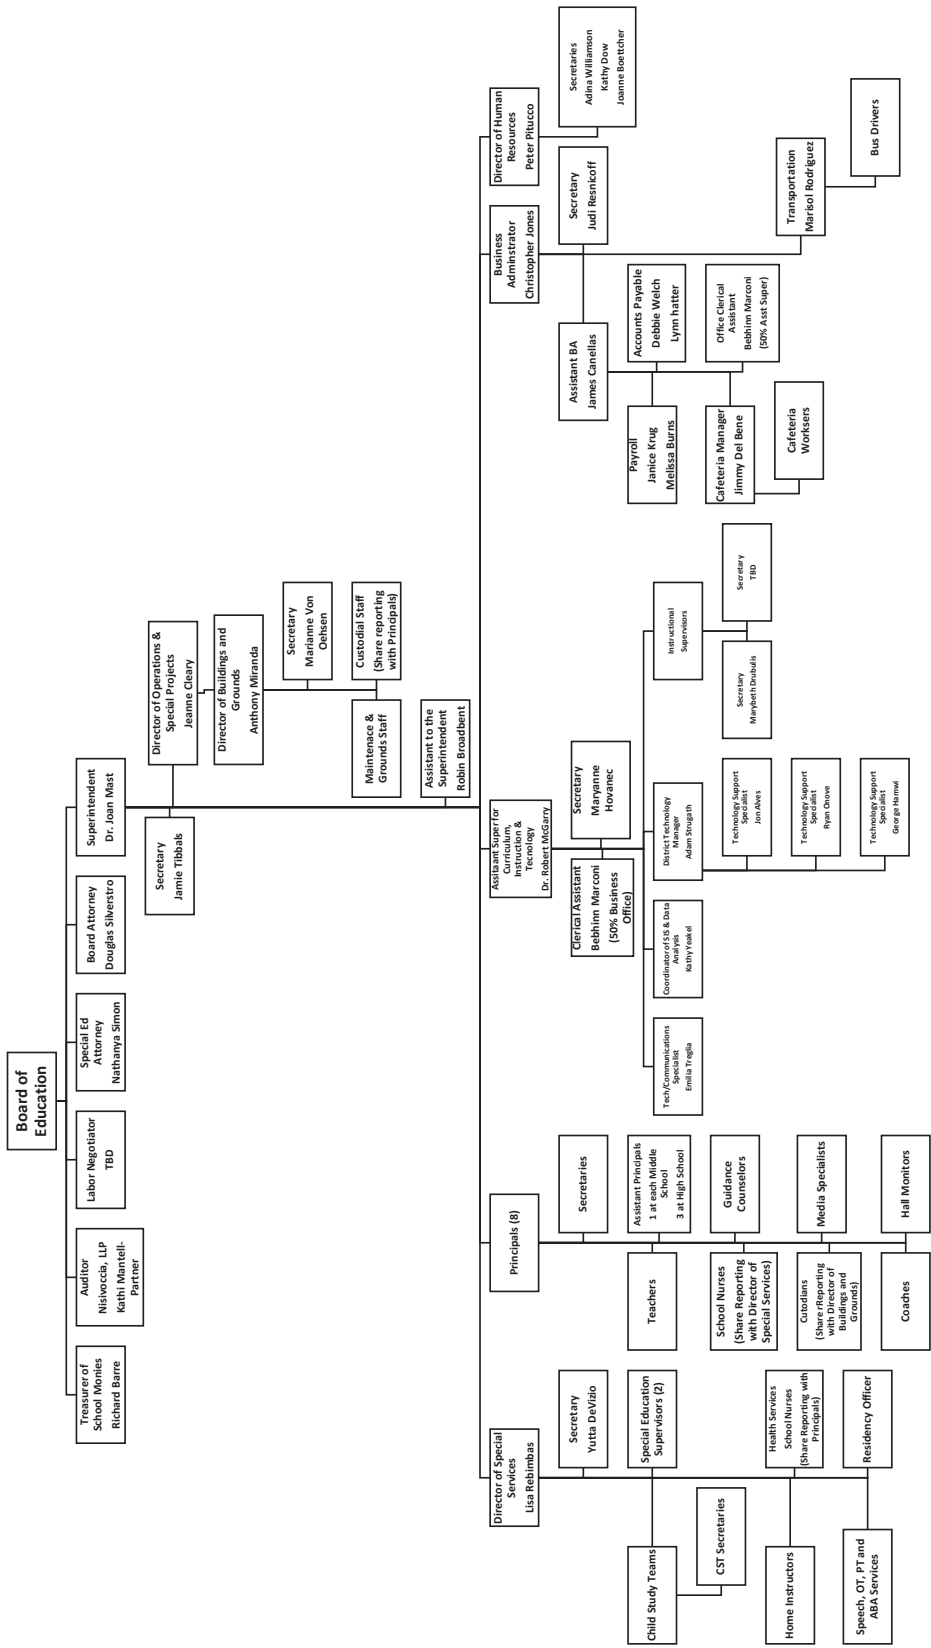 Board of
Education
Treasurer of
School Monies
Richard Barre
Auditor
Nisivoccia, LLP
Kathi Mantell-
Partner
Labor Negotiator
TBD
Special Ed
Attorney
Nathanya Simon
Board Attorney
Douglas Silverstro
Superintendent
Dr. Joan Mast
Secretary
Jamie Tibbals
Director of Operations &
Special Projects
Jeanne Cleary
Director of Buildings and
Grounds
Anthony Miranda
Secretary
Marianne Von
Oehsen
Maintenace &
Grounds Staff
Custodial Staff
(Share reporting
with Principals)
Assistant to the
Superintendent
Robin Broadbent
Director of Special
Services
Lisa Rebimbas
Secretary
Yutta DeVizio
Child Study Teams
Special Education
Supervisors (2)
CST Secretaries
Home Instructors
Health Services
School Nurses
(Share Reporting with
Principals)
Speech, OT, PT and
ABA Services
Residency Officer
Principals (8)
Secretaries
Teachers
Assistant Principals
1 at each Middle
School
3 at High School
School Nurses
(Share Reporting
with Director of
Special Services)
Guidance
Counselors
Cutodians
(Share rReporting
with Director of
Buildings and
Grounds)
Media Specialists
Coaches
Hall Monitors
Assitaant Super for
Curriculum,
Instruction &
Tecnology
Dr. Robert McGarry
Clerical Assistant
Bebhinn Marconi
(50% Business
Office)
Secretary
Maryanne
Hovanec
Tech/Communications
Specialist
Emilia Treglia
Coordinator of SIS & Data
Analysis
Kathy Yeakel
District Technology
Manager
Adam Strugath
Technology Support
Specialist
Jon Alves
Technology Support
Specialist
Ryan Onove
Technology Support
Specialist
George Hamwi
Instructional
Supervisors
Secretary
Marybeth Drubulis
Secretary
TBD
Business
Adminstrator
Christopher Jones
Assistant BA
James Canellas
Secretary
Judi Resnicoff
Payroll
Janice Krug
Melissa Burns
Accounts Payable
Debbie Welch
Lynn hatter
Cafeteria Manager
Jimmy Del Bene
Office Clerical
Assistant
Bebhinn Marconi
(50% Asst Super)
Cafeteria
Worksers
Transportation
Marisol Rodriguez
Bus Drivers
Director of Human
Resources
Peter Pitucco
Secretaries
Adina Williamson
Kathy Dow
Joanne Boettcher